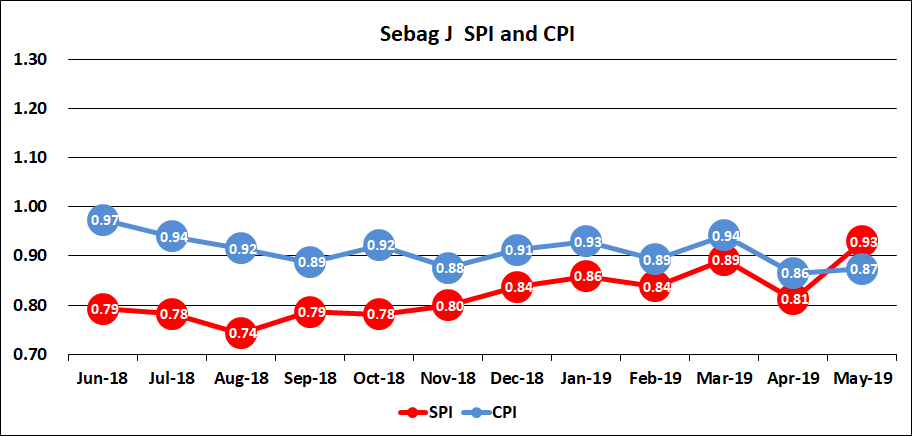 Sebag J  SPI and CPI
1.30
1.20
1.10
1.00
0.90
0.80
0.70
0.97 0.94 0.92 0.89 0.92 0.88 0.91 0.93 0.89 0.94 0.86 0.87
0.79 0.78 0.74 0.79 0.78 0.80 0.84 0.86 0.84 0.89 0.81 0.93
Jun-18 Jul-18 Aug-18 Sep-18 Oct-18 Nov-18 Dec-18 Jan-19 Feb-19 Mar-19 Apr-19 May-19
SPI CPI